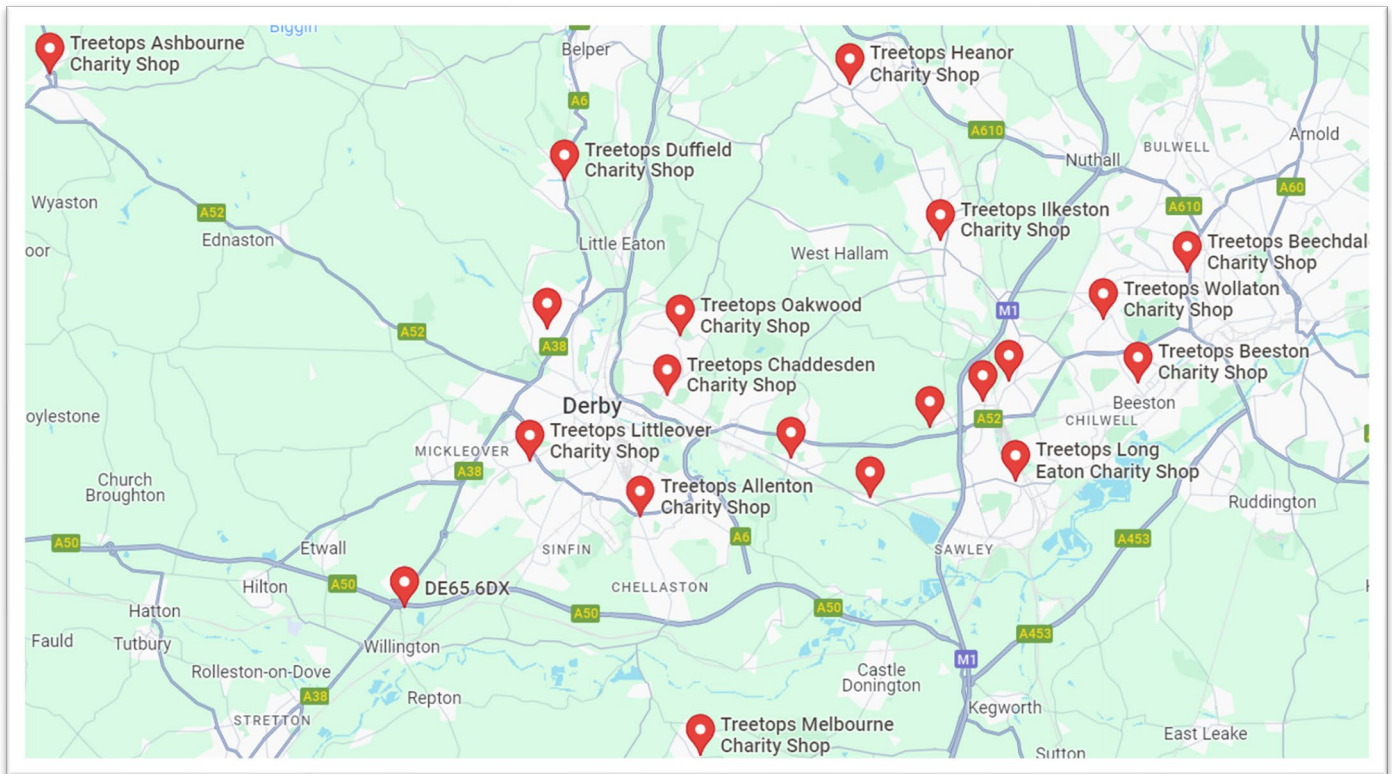 Biggin
Treetops Ashbourne
Charity Shop
Belper
Treetops Heanor
Charity Shop
A6
A610
Arnold
BULWELL
Nuthall
Treetops Duffield
Charity Shop
A60
Wyaston
A52
A610
Treetops Ilkeston
Charity Shop
Ednaston
Little Eaton
oor
West Hallam
Treetops Beechdal
Charity Shop
Treetops Wollaton
Charity Shop
Treetops Oakwood
Charity Shop
M1
A52
A38
Treetops Beeston
Charity Shop
Treetops Chaddesden
Charity Shop
Derby
Beeston
oylestone
A52
CHILWELL
Treetops Littleover
Charity Shop
MICKLEOVER
A38
Treetops Long
Eaton Charity Shop
Church
Broughton
Treetops Allenton
Charity Shop
Ruddington
A50
Etwall
SINFIN
A6
SAWLEY
A453
Hilton
A50
DE65 6DX
CHELLASTON
Hatton
A50
A50
Fauld
Tutbury
Willington
A453
M1
Rolleston-on-Dove
Castle
Donington
A38
Repton
Kegworth
STRETTON
Treetops Melbourne
Charity Shop
East Leake
Sutton